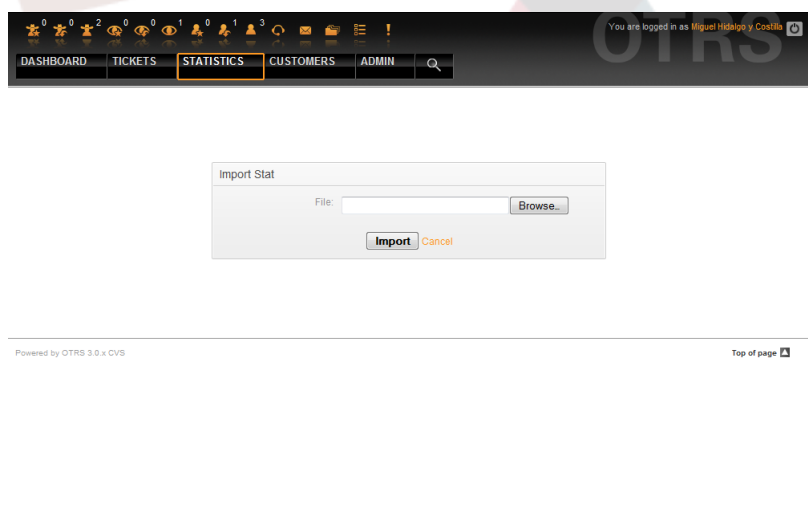 0 0 2 0 0 1 0 1 3
You are logged in as Miguel Hidalgo y Costilla
OTRS
DASHBOARD TICKETS STATISTICS CUSTOMERS ADMIN
Import Stat
File: Browse..
Import Cancel
Powered by OTRS 3.0.x CVS Top of page